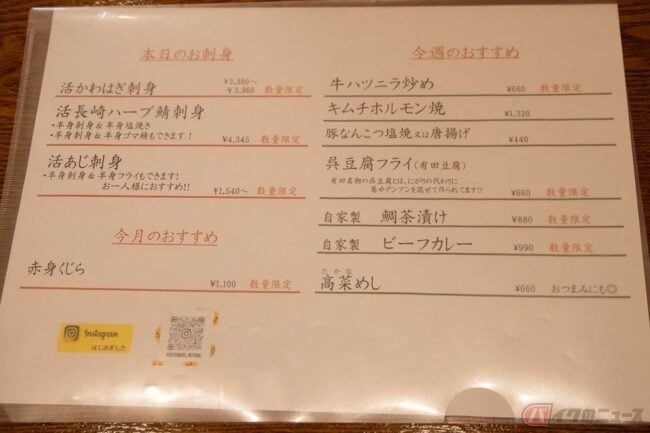 本日のお刺身
活かわはぎ刺身 ¥3,300～
¥3,960 数量限定
活長崎ハーブ鯖刺身
・半身刺身＆半身塩焼き
・半身刺身＆半身ゴマ鯖もできます！ ¥4,345 数量限定
活あじ刺身
・半身刺身＆半身フライもできます！
お一人様におすすめ!! ¥1,540～ 数量限定
今月のおすすめ
赤身くじら ¥1,100 数量限定
Instagram
はじめました
今週のおすすめ
牛ハツニラ炒め ¥660 数量限定
キムチホルモン焼 ¥1,320
豚なんこつ塩焼又は唐揚げ ¥440
呉豆腐フライ(有田豆腐)
有田名物の呉豆腐とは、にがりの代わりに
葛やデンプンを混ぜて作られてます!! ¥660 数量限定
自家製 鯛茶漬け ¥880 数量限定
自家製 ビーフカレー ¥990 数量限定
たかな
高菜めし ¥660 おつまみにも◎
バイクのニュース